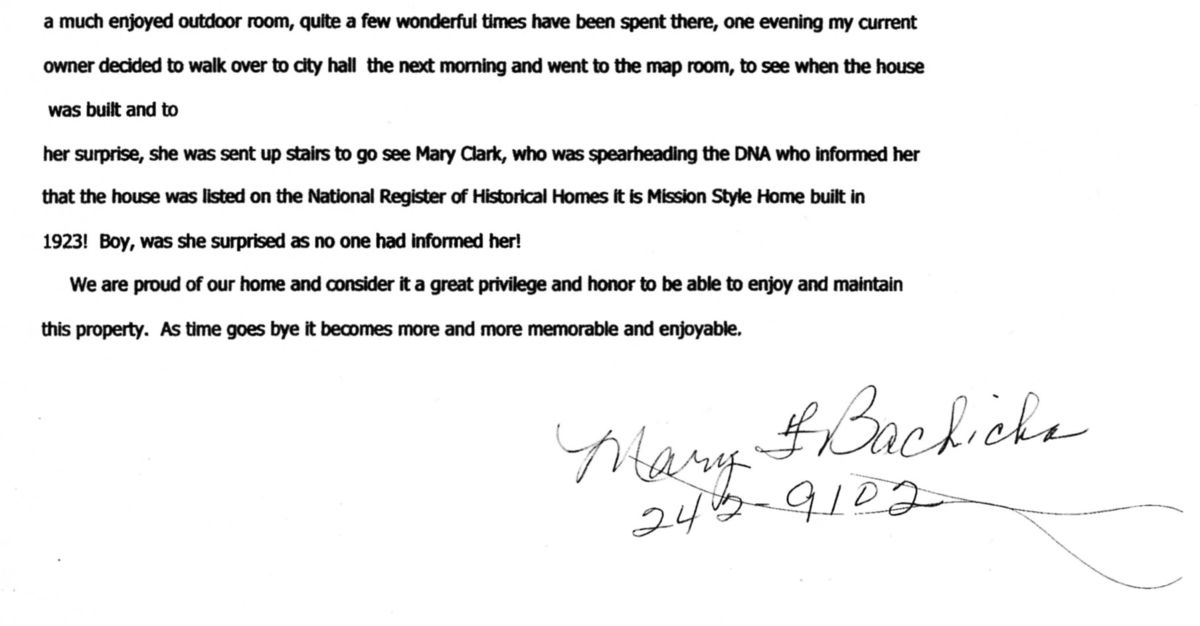 a much enjoyed outdoor room, quite a few wonderful times have been spent there, one evening my current
owner decided to walk over to city hall the next morning and went to the map room, to see when the house
was built and to
her surprise, she was sent up stairs to go see Mary Clark, who was spearheading the DNA who informed her
that the house was listed on the National Register of Historical Homes it is Mission Style Home built in
1923! Boy, was she surprised as no one had informed her!
We are proud of our home and consider it a great privilege and honor to be able to enjoy and maintain
this property. As time goes bye it becomes more and more memorable and enjoyable.
Mary F Bachicha
242-9102